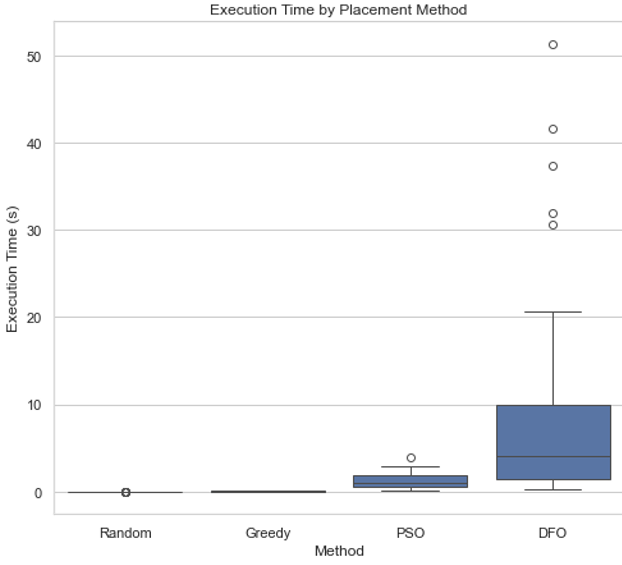 Execution Time by Placement Method
Execution Time (s)
50
40
30
20
10
0
Random Greedy PSO DFO
Method